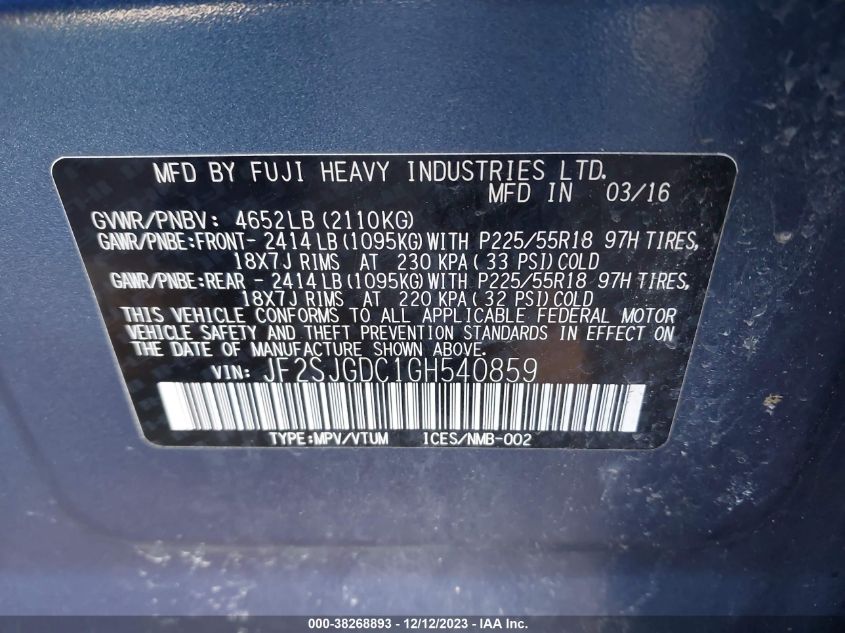 MFD BY FUJI HEAVY INDUSTRIES LTD.
MFD IN 03/16
GVWR/PNBV: 4652LB (2110KG)
GAWR/PNBE:FRONT- 2414LB (1095KG) WITH P225/55R18 97H TIRES,
18X7J RIMS AT 230 KPA (33 PSI) COLD
GAWR/PNBE:REAR - 2414LB (1095KG) WITH P225/55R18 97H TIRES,
18X7J RIMS AT 220 KPA (32 PSI) COLD
THIS VEHICLE CONFORMS TO ALL APPLICABLE FEDERAL MOTOR
VEHICLE SAFETY AND THEFT PREVENTION STANDARDS IN EFFECT ON
THE DATE OF MANUFACTURE SHOWN ABOVE.
VIN: JF2SJGDC1GH540859
TYPE:MPV/VTUM ICES/NMB-002
000-38268893 - 12/12/2023 - IAA Inc.